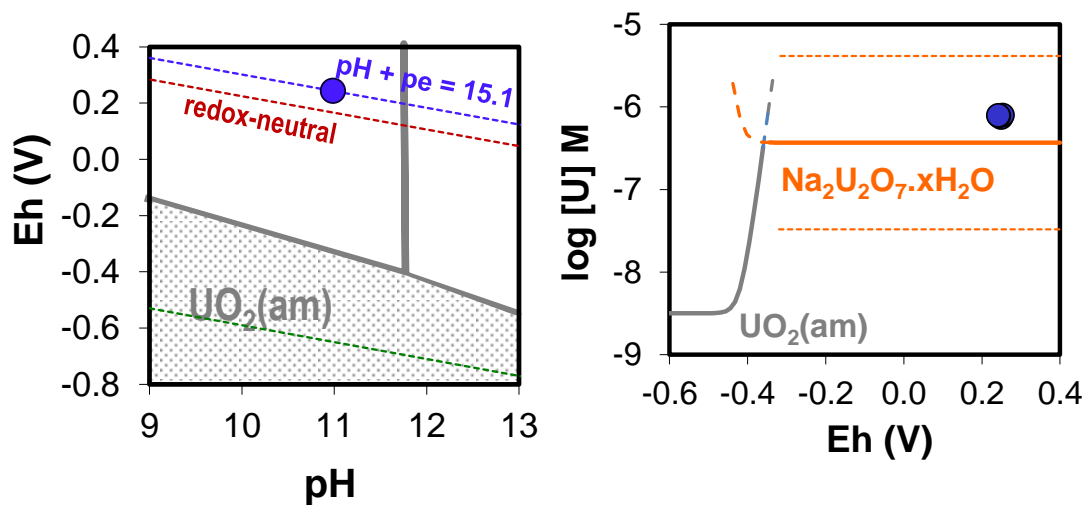 0.4
0.2
0.0
-0.2
-0.4
-0.6
-0.8
Eh (V)
pH + pe = 15.1
redox-neutral
UO₂(am)
9 10 11 12 13
pH
-5
-6
-7
-8
-9
log [U] M
Na₂U₂O₇.xH₂O
UO₂(am)
-0.6 -0.4 -0.2 0.0 0.2 0.4
Eh (V)